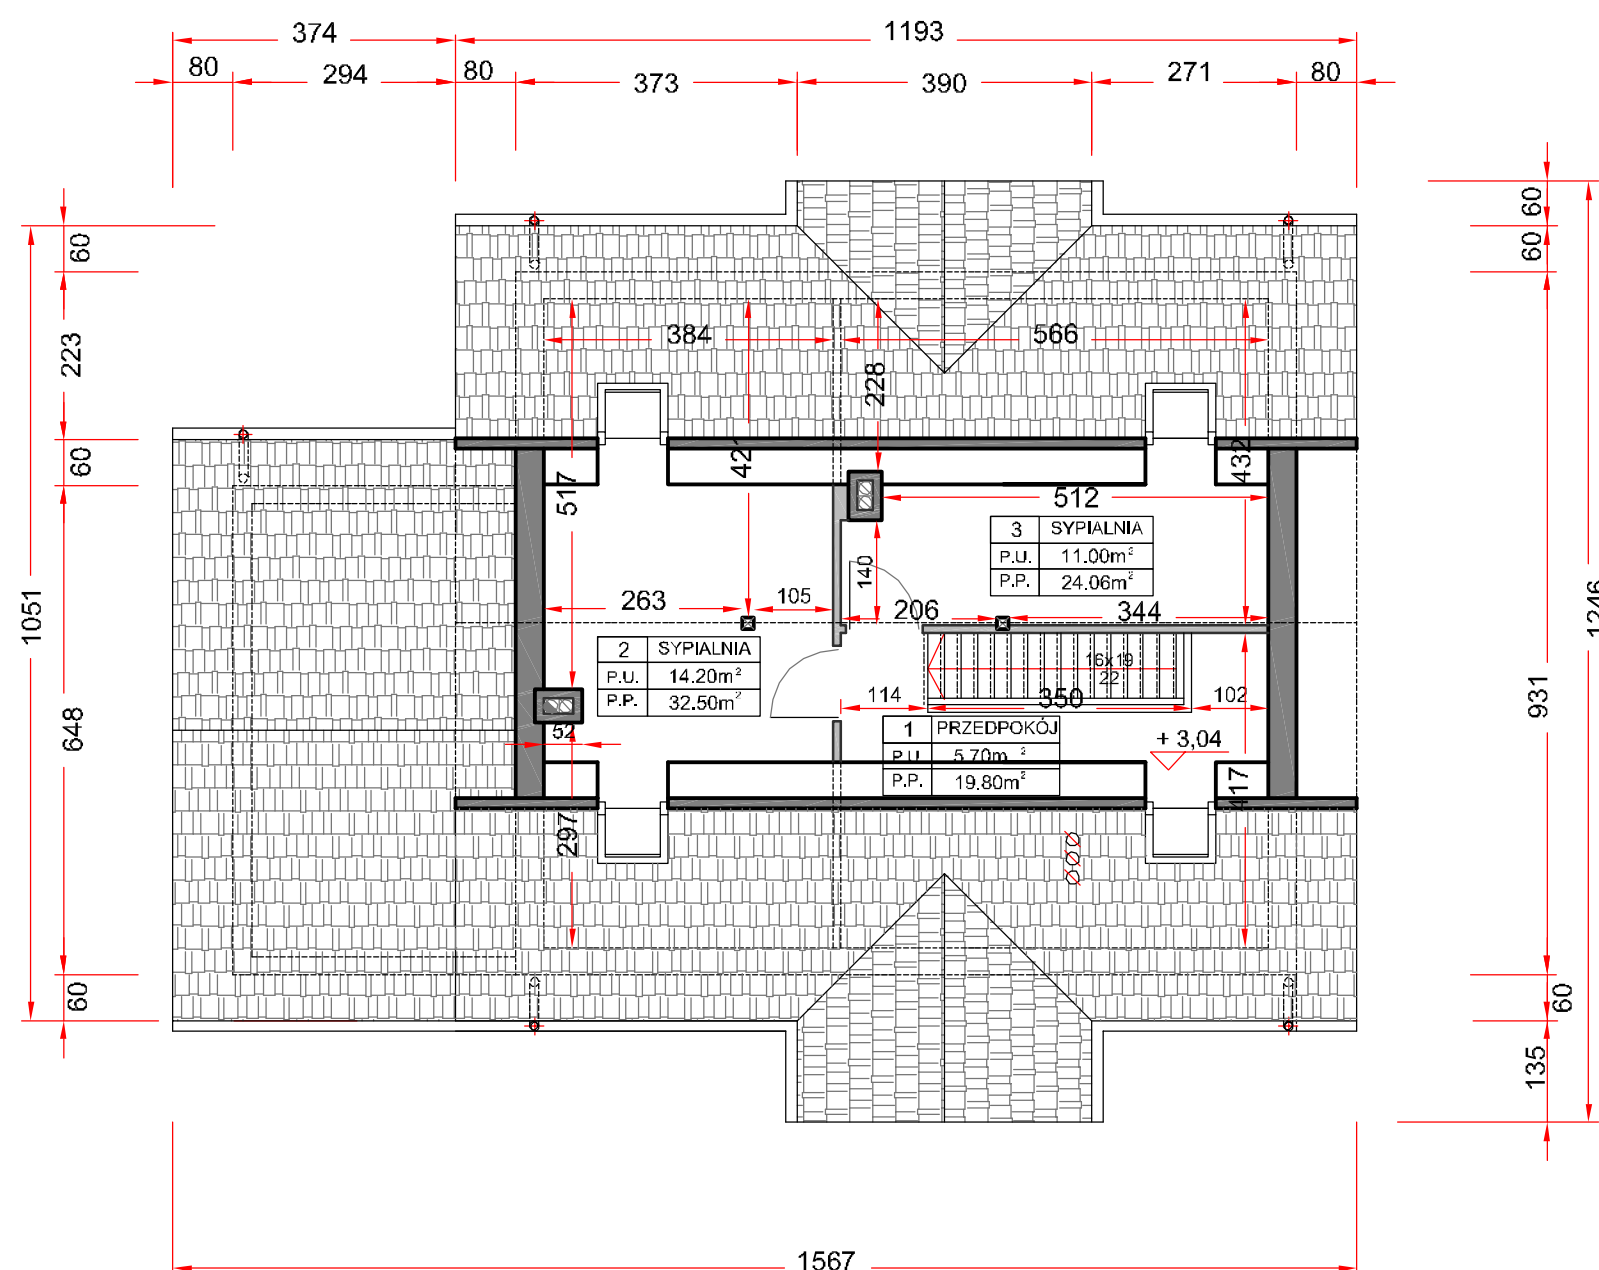 374 1193
80 294 80 373 390 271 80
60
60
60
223
60
1051
648
60
384 566
228
517
432
512
3 SYPIALNIA
P.U. 11.00m²
P.P. 24.06m²
140
263 105 206 344
2 SYPIALNIA
P.U. 14.20m²
P.P. 32.50m²
16x19
22
114 350 102
52
1 PRZEDPOKÓJ
P.U. 5.70m²
P.P. 19.80m²
+ 3,04
417
297
1246
931
60
135
1567